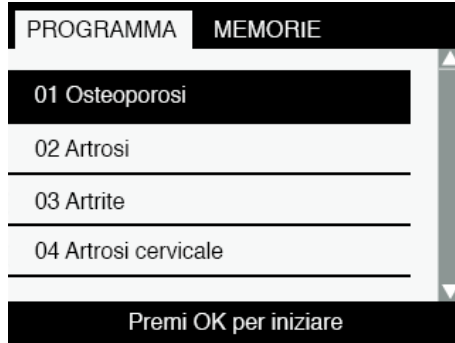 PROGRAMMA MEMORIE
01 Osteoporosi
02 Artrosi
03 Artrite
04 Artrosi cervicale
Premi OK per iniziare